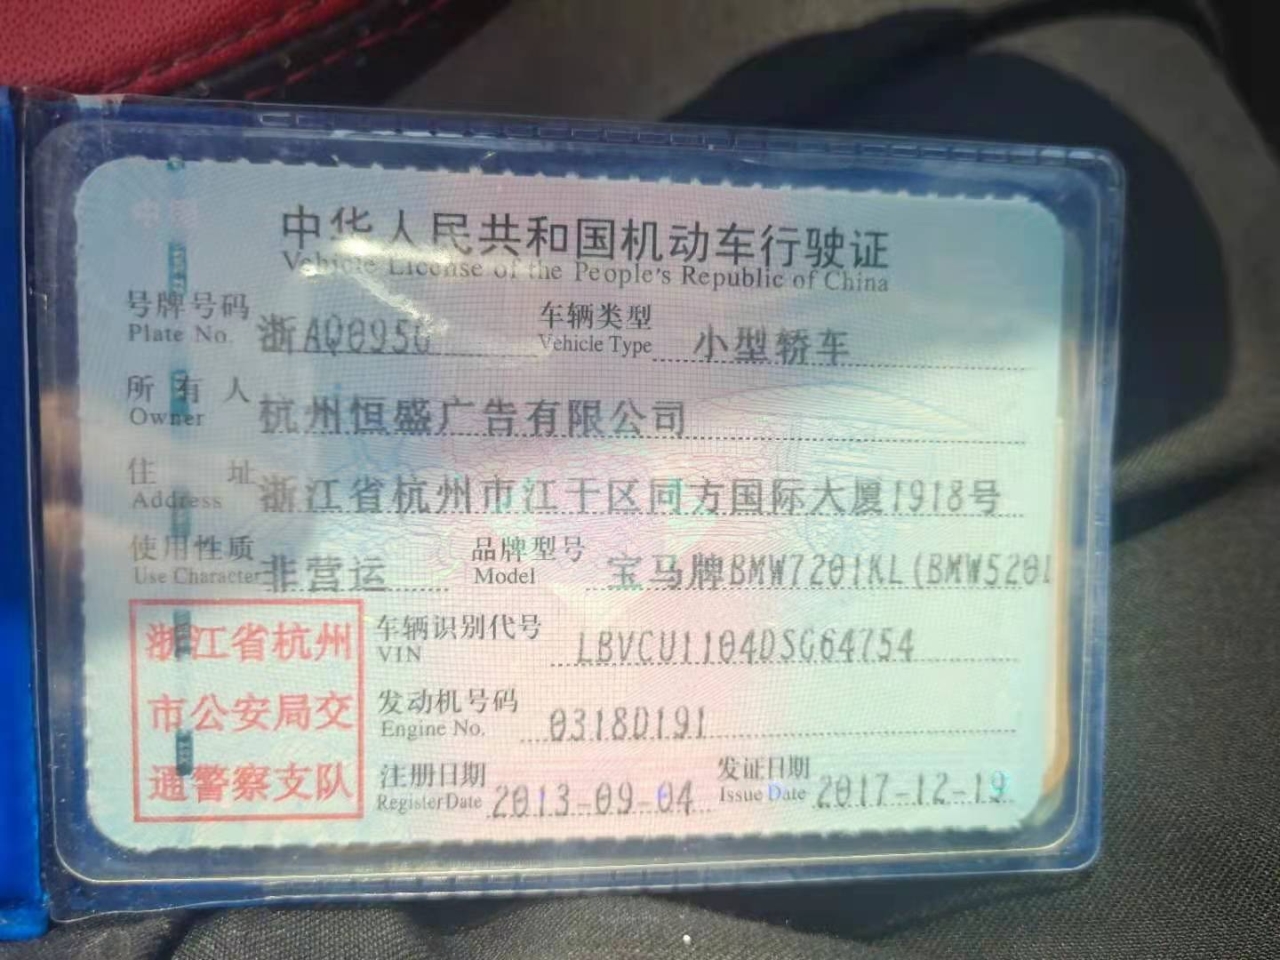 中华人民共和国机动车行驶证
Vehicle License of the People's Republic of China
号牌号码 浙AQ095G 车辆类型 小型轿车
Plate No. Vehicle Type
所有人 杭州恒盛广告有限公司
Owner
住址 浙江省杭州市江干区同方国际大厦1918号
Address
使用性质 非营运 品牌型号 宝马牌BMW7201KL(BMW520L
Use Character Model
浙江省杭州
市公安局交
通警察支队
车辆识别代号 LBVCU1104DSG64754
VIN
发动机号码 0318D191
Engine No.
注册日期 2013-09-04 发证日期 2017-12-19
Register Date Issue Date